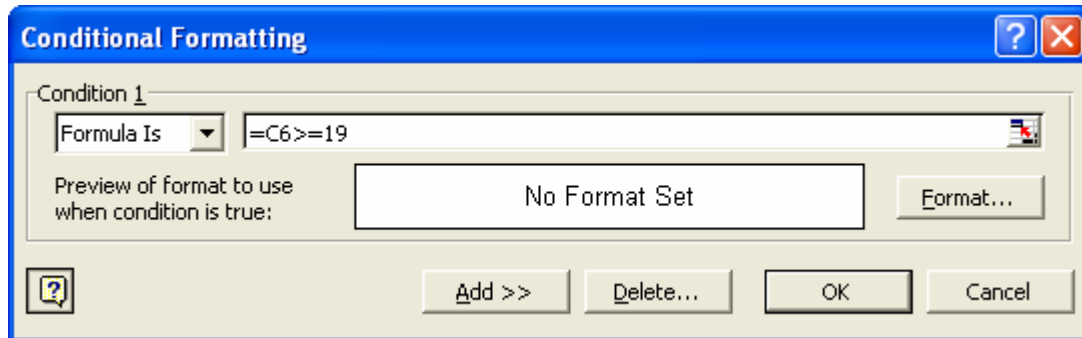 Conditional Formatting
Condition 1
Formula Is
=C6>=19
Preview of format to use
when condition is true:
No Format Set
Format...
Add >>
Delete...
OK
Cancel